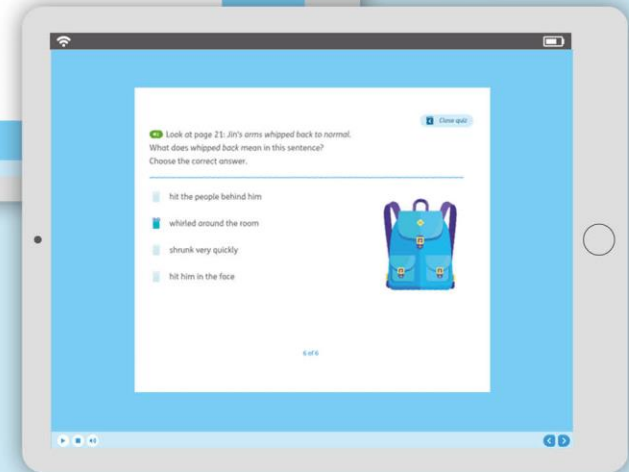 Close quiz
Look at page 21: Jin's arms whipped back to normal.
What does whipped back mean in this sentence?
Choose the correct answer.
hit the people behind him
whirled around the room
shrunk very quickly
hit him in the face
6 of 6